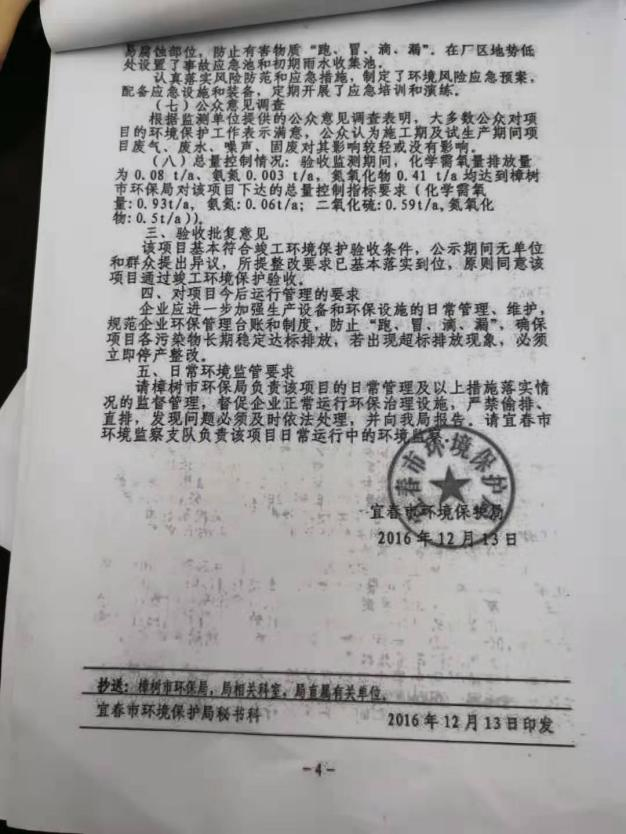 易腐蚀部位，防止有害物质“跑、冒、滴、漏”。在厂区地势低
处设置了事故应急池和初期雨水收集池。
认真落实风险防范和应急措施，制定了环境风险应急预案，
配备应急设施和装备，定期开展了应急培训和演练。
（七）公众意见调查
根据监测单位提供的公众意见调查表明，大多数公众对项
目的环境保护工作表示满意，公众认为施工期及试生产期间项
目废气、废水、噪声、固废对其影响较轻或没有影响。
（八）总量控制情况：验收监测期间，化学需氧量排放量
为 0.08 t/a、氨氮 0.003 t/a，氮氧化物 0.41 t/a 均达到樟树
市环保局对该项目下达的总量控制指标要求（化学需氧
量：0.93t/a，氨氮：0.06t/a；二氧化硫：0.59t/a，氮氧化
物：0.5t/a））。
三、验收批复意见
该项目基本符合竣工环境保护验收条件，公示期间无单位
和群众提出异议，所提整改要求已基本落实到位，原则同意该
项目通过竣工环境保护验收。
四、对项目今后运行管理的要求
企业应进一步加强生产设备和环保设施的日常管理、维护，
规范企业环保管理台账和制度，防止“跑、冒、滴、漏”，确保
项目各污染物长期稳定达标排放，若出现超标排放现象，必须
立即停产整改。
五、日常环境监管要求
请樟树市环保局负责该项目的日常管理及以上措施落实情
况的监督管理，督促企业正常运行环保治理设施，严禁偷排、
直排，发现问题必须及时依法处理，并向我局报告。请宜春市
环境监察支队负责该项目日常运行中的环境监察。
宜春市环境保护局
宜春市环境保护局
2016 年 12 月 13 日
抄送：樟树市环保局，局相关科室，局直属有关单位。
宜春市环境保护局秘书科 2016 年 12 月 13 日印发
-4-